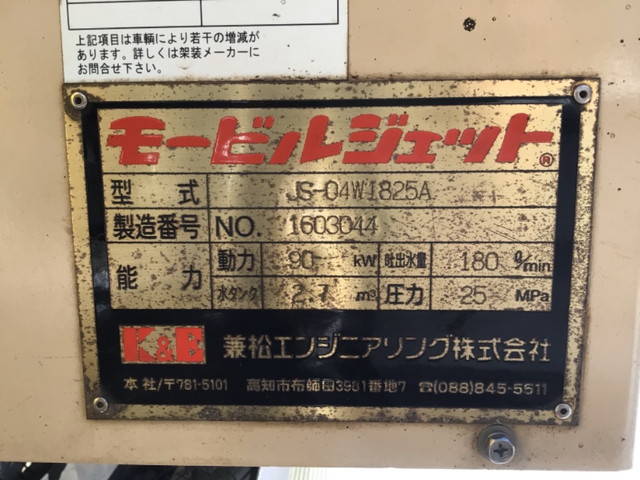 上記項目は車輌により若干の増減が
あります。詳しくは架装メーカーに
お問合せ下さい。
モービルジェット®
型式 JS-04W1825A
製造番号 NO. 1603044
能力 動力 90 kW 吐出水量 180 ℓ/min
水タンク 2.7 m³ 圧力 25 MPa
K&E 兼松エンジニアリング株式会社
本社/〒781-5101 高知市布師田3981番地7 ☎(088)845-5511